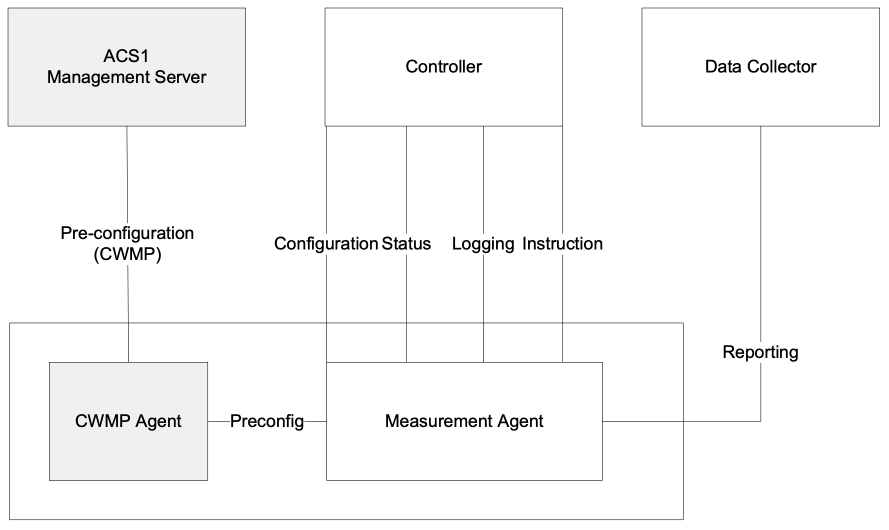 ACS1
Management Server
Controller
Data Collector
Pre-configuration
(CWMP)
Configuration
Status
Logging
Instruction
Reporting
CWMP Agent
Preconfig
Measurement Agent